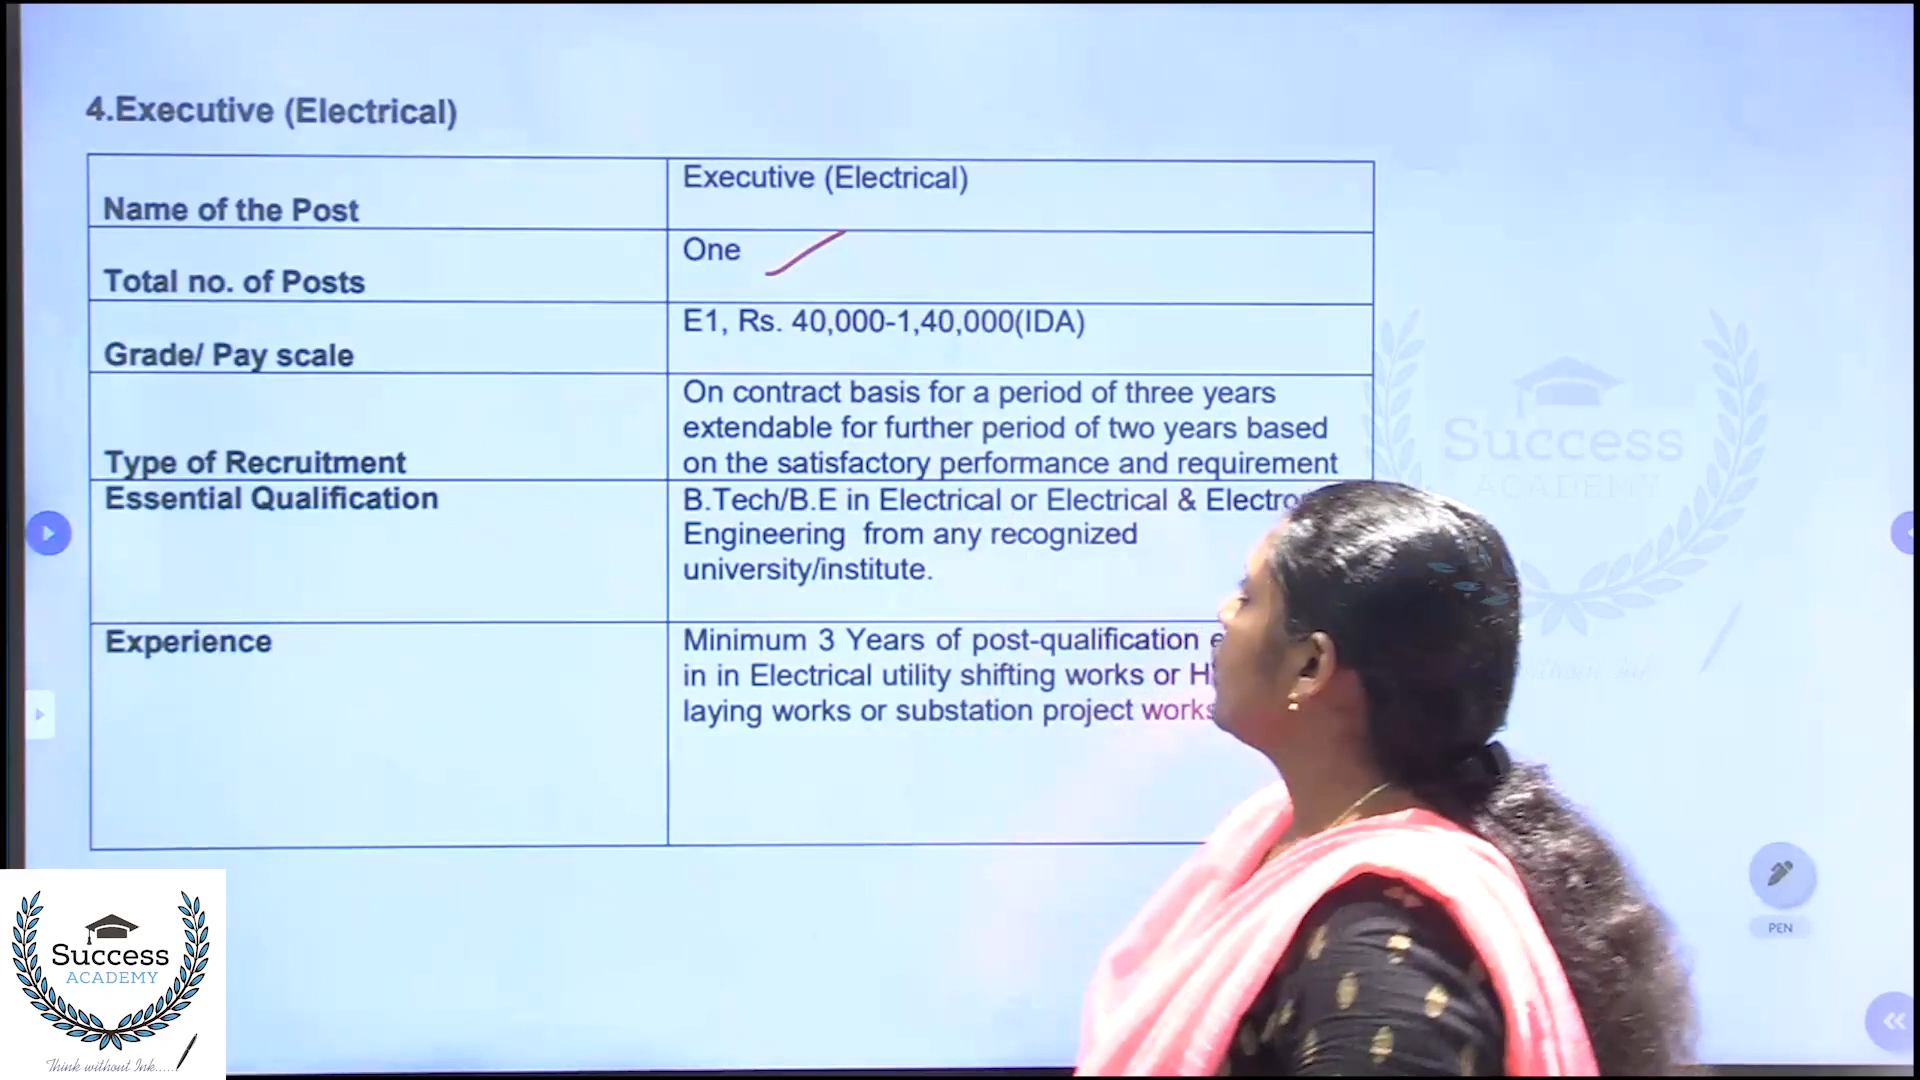 4.Executive (Electrical)
Name of the Post
Executive (Electrical)
Total no. of Posts
One
Grade/ Pay scale
E1, Rs. 40,000-1,40,000(IDA)
Type of Recruitment
On contract basis for a period of three years
extendable for further period of two years based
on the satisfactory performance and requirement
Essential Qualification
B.Tech/B.E in Electrical or Electrical &
Engineering from any recognized
university/institute.
Experience
Minimum 3 Years of post-qualification
in in Electrical utility shifting works or
laying works or substation project works
Success
ACADEMY
PEN
Success
ACADEMY
Think without Ink......